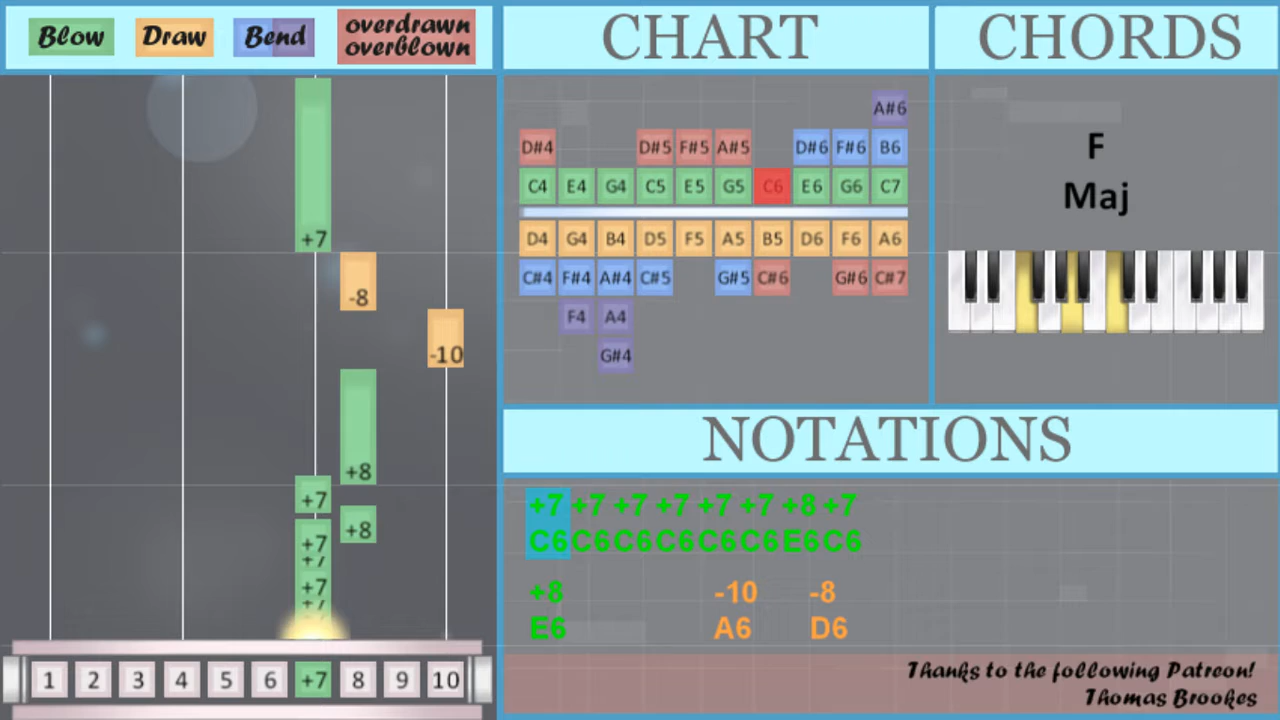 Blow Draw Bend overdrawn
overblown
CHART
CHORDS
+7
-8
-10
+8
+7
+8
+7
+7
+7
+7
1 2 3 4 5 6 +7 8 9 10
A#6
D#4 D#5 F#5 A#5 D#6 F#6 B6
C4 E4 G4 C5 E5 G5 C6 E6 G6 C7
D4 G4 B4 D5 F5 A5 B5 D6 F6 A6
C#4 F#4 A#4 C#5 G#5 C#6 G#6 C#7
F4 A4
G#4
F
Maj
NOTATIONS
+7 +7 +7 +7 +7 +7 +8 +7
C6 C6 C6 C6 C6 C6 E6 C6
+8 -10 -8
E6 A6 D6
Thanks to the following Patreon!
Thomas Brookes